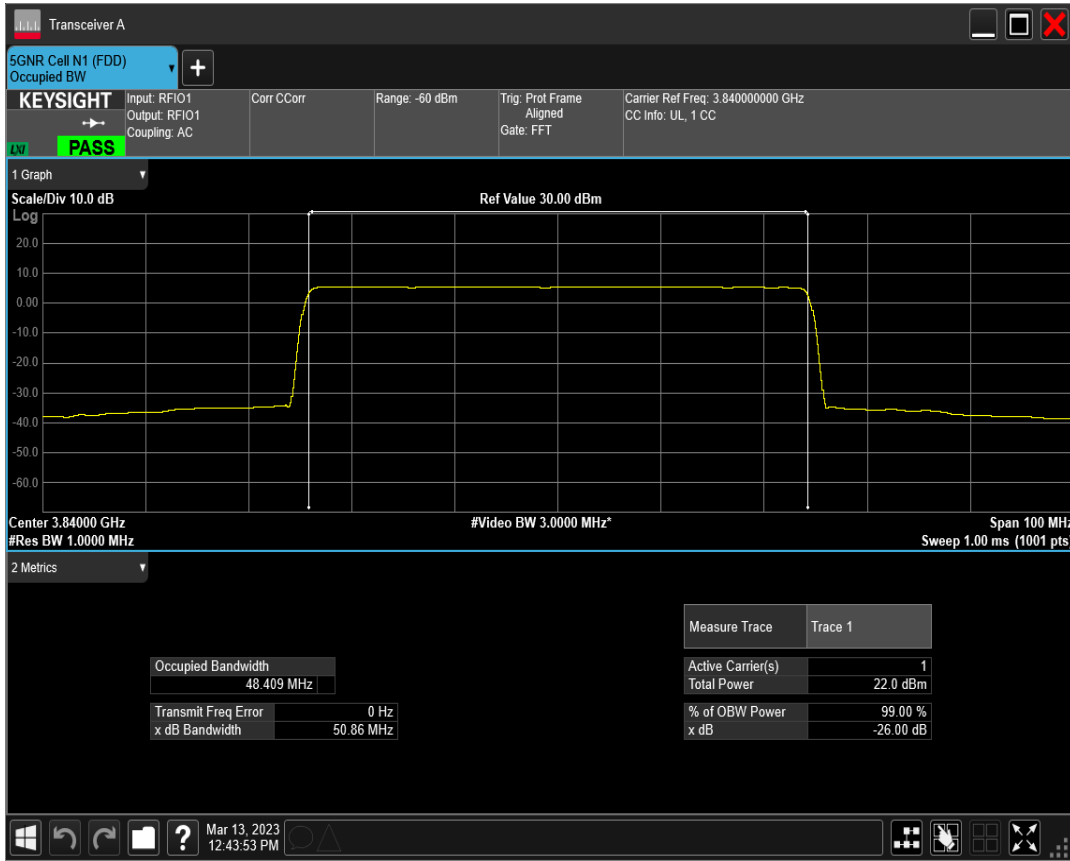 Transceiver A
5GNR Cell N1 (FDD)
Occupied BW
+
KEYSIGHT
LXI
PASS
Input: RFIO1
Output: RFIO1
Coupling: AC
Corr CCorr
Range: -60 dBm
Trig: Prot Frame
Aligned
Gate: FFT
Carrier Ref Freq: 3.840000000 GHz
CC Info: UL, 1 CC
1 Graph
Scale/Div 10.0 dB
Ref Value 30.00 dBm
Log
20.0
10.0
0.00
-10.0
-20.0
-30.0
-40.0
-50.0
-60.0
Center 3.84000 GHz
#Video BW 3.0000 MHz*
Span 100 MHz
#Res BW 1.0000 MHz
Sweep 1.00 ms (1001 pts)
2 Metrics
Measure Trace Trace 1
Occupied Bandwidth
48.409 MHz
Active Carrier(s) 1
Total Power 22.0 dBm
Transmit Freq Error 0 Hz
x dB Bandwidth 50.86 MHz
% of OBW Power 99.00 %
x dB -26.00 dB
?
Mar 13, 2023
12:43:53 PM